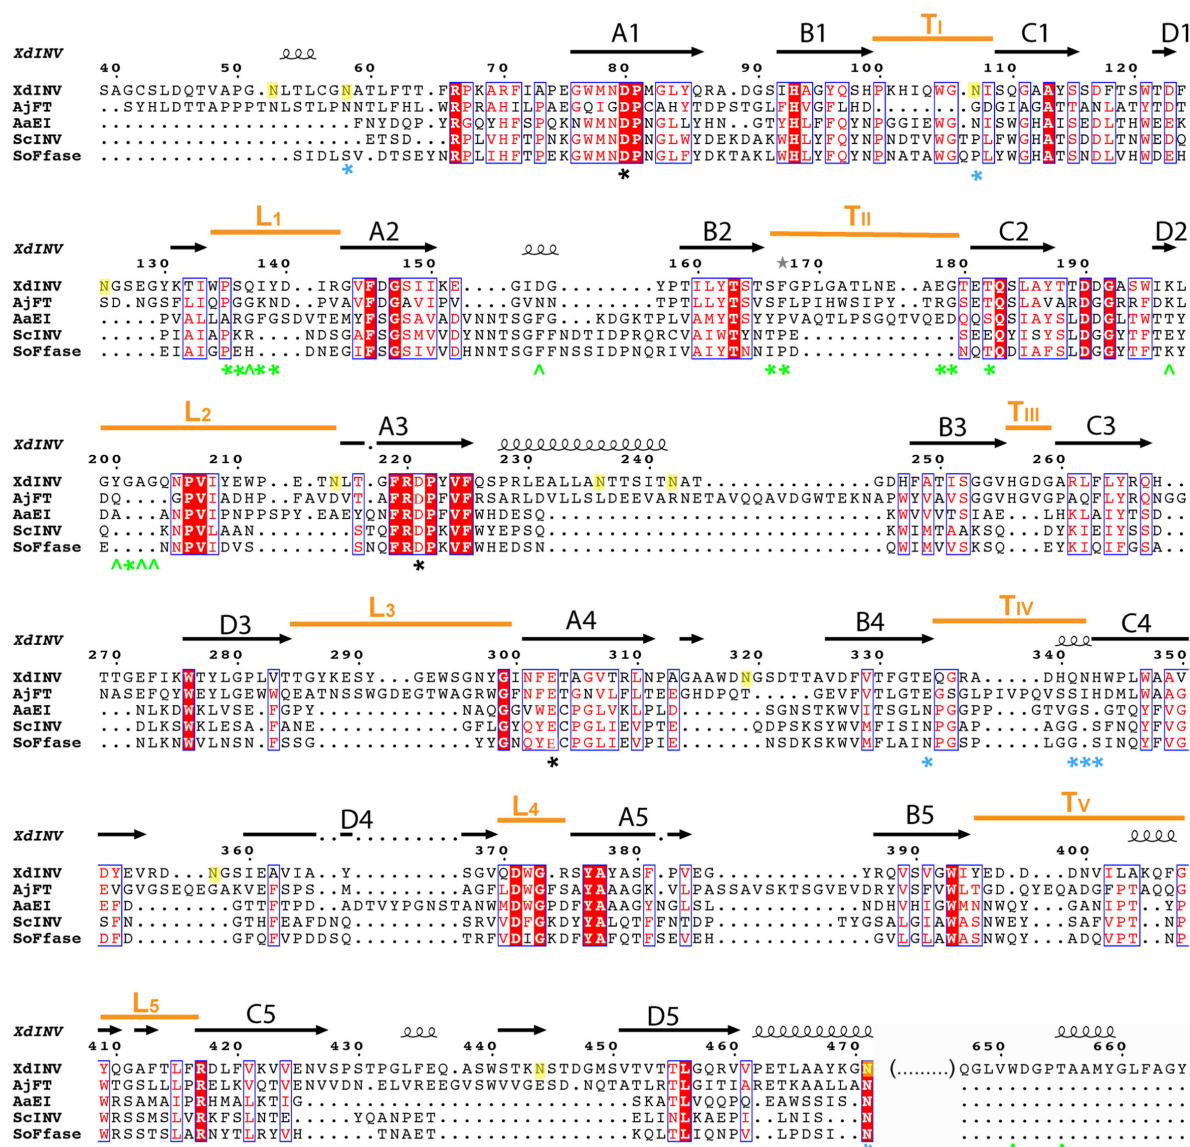 A1 B1 TI C1 D1
XdINV
40 50 60 70 80 90 100 110 120
XdINV SAGCSLDQTVAPG.NLTLCGNATLFTT.FRPKARFIAPEGWMNDPMGLYQRA.DGSIHAGYQSHPKHIQWG.NISQGAAYSSDFTSWTDF
AjFT ...SYHLDTTAPPPTNLSTLPNNTLFHLWRPRAHILPAEGQIGDPCAHYTDPSTGLFHVGFLHD.....GDGIAGATTANLATYTDT
AaEI .....................FNYDQP.YRGQYHFSPQKNWMNDPNGLLYHN..GTYHLFFQYNPGGIEWG.NISWGHAISEDLTHWEEK
ScINV ......................ETSDQ.RPLVHFTPNKGWMNDPNGLWYDEKDAKWHLYFQYNPNDTVWGTPLFWGHATSDDLTNWEDQ
SoFfase ................SIDLSV.DTSEYNRPLIHFTPEKGWMNDPNGLFYDKTAKLWHLYFQYNPNATAWGQPLYWGHATSNDLVHWDEH
* * *
L1 A2 B2 TII C2 D2
XdINV
130 140 150 160 ★170 180 190
XdINV NGSEGYKTIWPSQIYD.IRGVFDGSIIKE....GIDG........YPTILYTSTSFGPLGATLNE..AEGTETQSLAYTTDDGASWIKL
AjFT SD.NGSFLIQPGGKND.PVAVFDGAVIPV....GVNN........TPTLLYTSVSFLPIHWSIPY..TRGSETQSLAVARDGGRRFDKL
AaEI .....PVALLARGFGSDVTEMYFSGSAVADVNNTSGFG...KDGKTPLVAMYTSYYPVAQTLPSGQTVQEDQQSQSIAYSLDDGLTWTTY
ScINV .....PIAIAPKR....NDSGAFSGSMVVDYNNTSGFFNDTIDPRQRCVAIWTYNTPE............SEEQYISYSLDGGYTFTEY
SoFfase .....EIAIGPEH....DNEGIFSGSIVVDHNNTSGFFNSSIDPNQRIVAIYTNNIPD............NQTQDIAFSLDGGYTFTKY
**^** ^ ** ** * ^
L2 A3 B3 TIII C3
XdINV
200 210 220 230 240 250 260
XdINV GYGAGQNPVIYEWP..E.TNLT.GFRDPYVFQSPRLEALLANTTSITNAT...............GDHFATISGGVHGDGARLFLYRQH..
AjFT DQ....GPVIADHP..FAVDVTAFRDPFVFRSARLDVLLSLDEEVARNETAVQQAVDGWTEKNAPWYVAVSGGVHGVGPAQFLYRQNGG
AaEI DA...ANPVIPNPPSPYEAEYQNFRDPFVFWHDESQ.............................KWVVVTSIAE...LHKLAIYTSD..
ScINV Q....KNPVLAAN........STQFRDPKVFWYEPSQ.............................KWIMTAAKSQ...DYKIEIYSSD..
SoFfase E....NNPVIDVS........SNQFRDPKVFWHEDSN.............................QWIMVVSKSQ...EYKIQIFGSA..
^*^^ *
D3 L3 A4 B4 TIV C4
XdINV
270 280 290 300 310 320 330 340 350
XdINV TTGEFIKWTYLGPLVTTGYKESY....GEWSGNYGINFETAGVTRLNPAGAAWDNGSDTTAVDFVTFGTEQGRA...DHQNHWPLWAAV
AjFT NASEFQYWEYLGEWWQEATNSSWGDEGTWAGRWGFNFETGNVLFLTEEGHDPQT......GEVFVTLGTEGSGLPIVPQVSSIHDMLWAAG
AaEI ...NLKDWKLVSE.FGPY..........NAQGGVWECPGLVKLPLD......SGNSTKWVITSGLNPGGPP...TGTVGS.GTQYFVG
ScINV ...DLKSWKLESA.FANE..........GFLGYQYECPGLIEVPTE......QDPSKSYWVMFISINPGAP.....AGG.SFNQYFVG
SoFfase ...NLKNWVLNSN.FSSG..........YYGNQYECPGLIEVPIE......NSDKSKWVMFLAINPGSP.....LGG.SINQYFVG
* * ***
D4 L4 A5 B5 TV
XdINV
360 370 380 390 400
XdINV DYEVRD..NGSIEAVIA..Y.........SGVQDWG.RSYAYASF.PVEG.............YRQVSVGWIYED.D..DNVILAKQFG
AjFT EVGVGSEQEGAKVEFSPS.M.........AGFLDWGFSAYAAAGK.VLPASSAVSKTSGVEVDRYVSFVWLTGD.QYEQADGFPTAQQG
AaEI EFD.....GTTFTPD...ADTVYPGNSTANWMDWGPDFYAAAGYNGLSL.............NDHVHIGWMNNWQY...GANIPT..YP
ScINV SFN.....GTHFEAFDNQ.........SRVVDFGKDYYALQTFFNTDP..........TYGSALGIAWASNWEY...SAFVPT..NP
SoFfase DFD.....GFQFVPDDSQ.........TRFVDIGKDFYAFQTFSEVEH.............GVLGLAWASNWQY...ADQVPT..NP
L5 C5 D5
XdINV
410 420 430 440 450 460 470 650 660
XdINV YQGAFTLFRDLFVKVVENVSPSTPGLFEQ.ASWSTKNSTDGMSVTVTTLGQRVVPETLAAYKGN (.........) QGLVWDGPTAAMYGLFAGY
AjFT WTGSLLLPRELKVQTVENVVDN.ELVREEGVSWVVGESD.NQTATLRTLGITIARETKAALLAN ...................
AaEI WRSAMAIPRHMALKTIG...........................SKATLVQQPQ.EAWSSIS.N ...................
ScINV WRSSMSLVRKFSLNTE....YQANPET.................ELINLKAEPI.LNIS....N ...................
SoFfase WRSSTSLARNYTLRYVH.....TNAET.................KQLTLIQNPV.LPDSI...N ...................